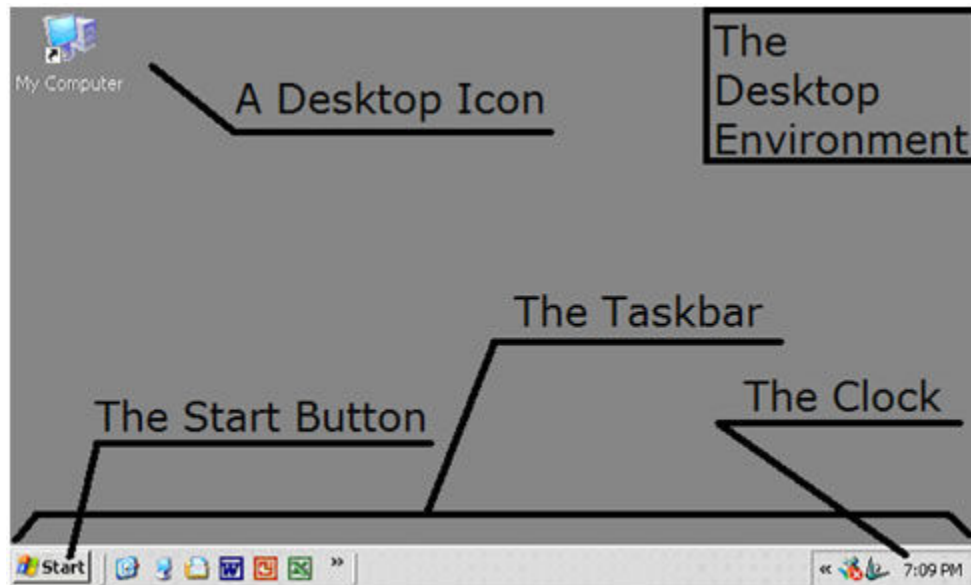 My Computer
A Desktop Icon
The
Desktop
Environment
The Taskbar
The Start Button
The Clock
Start
W
»
«
7:09 PM